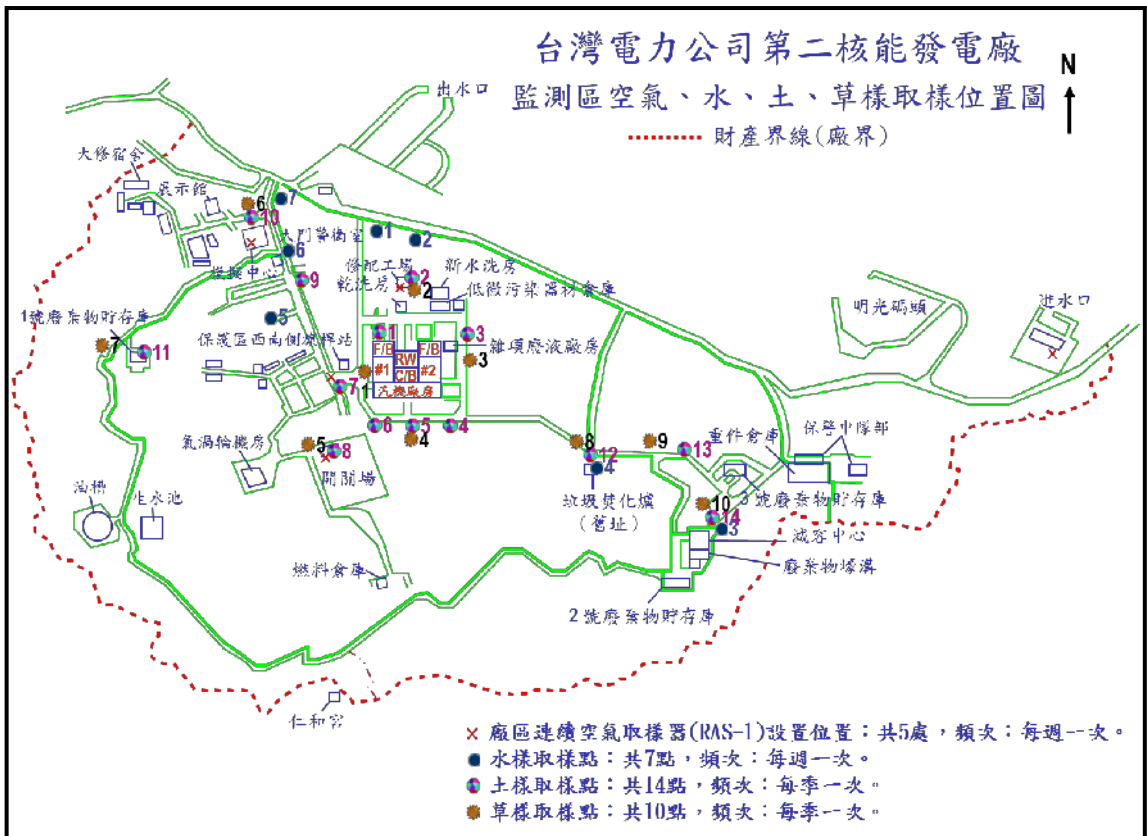 台灣電力公司第二核能發電廠
監測區空氣、水、土、草樣取樣位置圖
財產界線(廠界)
N
出水口
大修宿舍
展示館
6
10
7
大門警衛室
6
1
2
模擬中心
9
修配工場
2
新水洗房
乾洗房
2
低微污染器材倉庫
明光碼頭
進水口
1號廢棄物貯存庫
7
11
5
保護區西南側旗桿站
1
3
雜項廢液廠房
3
F/B
RW
F/B
#1
C/B
#2
汽機廠房
1
7
6
5
4
4
氣渦輪機房
5
8
開關場
8
9
12
13
4
重件倉庫
保警中隊部
油槽
生水池
垃圾焚化爐
(舊址)
3號廢棄物貯存庫
10
14
3
減容中心
廢棄物壕溝
燃料倉庫
2號廢棄物貯存庫
仁和宮
廠區連續空氣取樣器(RAS-1)設置位置：共5處，頻次：每週一次。
水樣取樣點：共7點，頻次：每週一次。
土樣取樣點：共14點，頻次：每季一次。
草樣取樣點：共10點，頻次：每季一次。